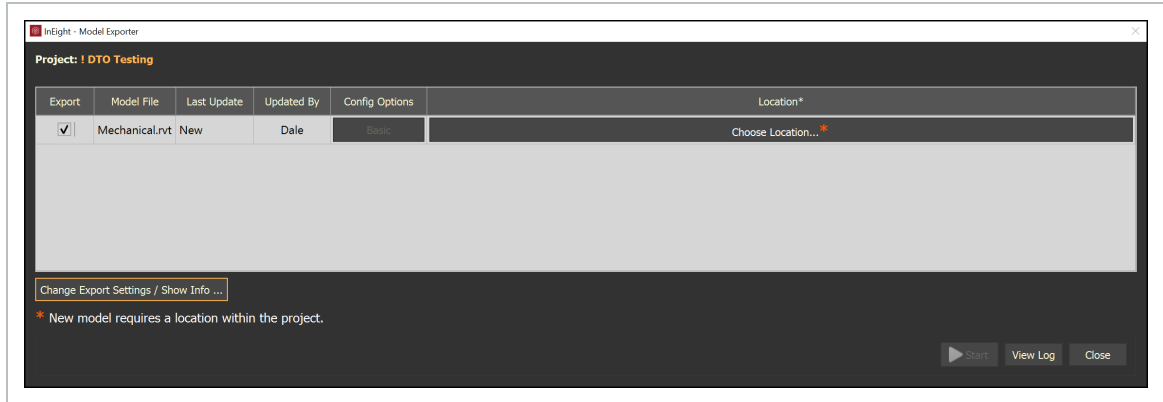 InEight - Model Exporter
Project: ! DTO Testing
Export Model File Last Update Updated By Config Options Location*
Mechanical.rvt New Dale Basic Choose Location...*
Change Export Settings / Show Info ...
* New model requires a location within the project.
Start View Log Close